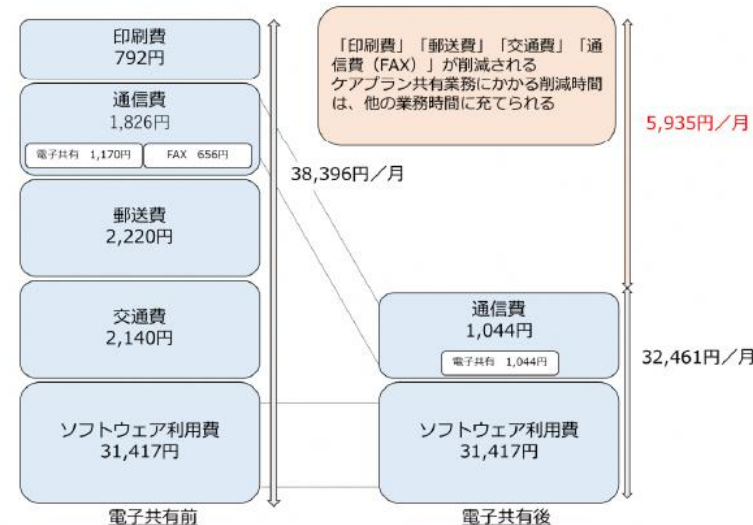 印刷費
792円
通信費
1,826円
電子共有 1,170円
FAX 656円
郵送費
2,220円
交通費
2,140円
ソフトウェア利用費
31,417円
電子共有前
38,396円／月
「印刷費」「郵送費」「交通費」「通
信費（FAX）」が削減される
ケアプラン共有業務にかかる削減時間
は、他の業務時間に充てられる
5,935円／月
通信費
1,044円
電子共有 1,044円
32,461円／月
ソフトウェア利用費
31,417円
電子共有後